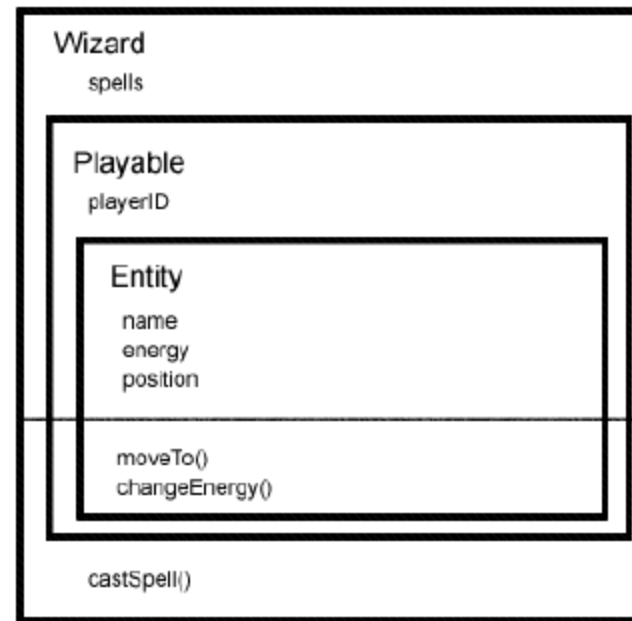 Wizard
spells
Playable
playerID
Entity
name
energy
position
moveTo()
changeEnergy()
castSpell()